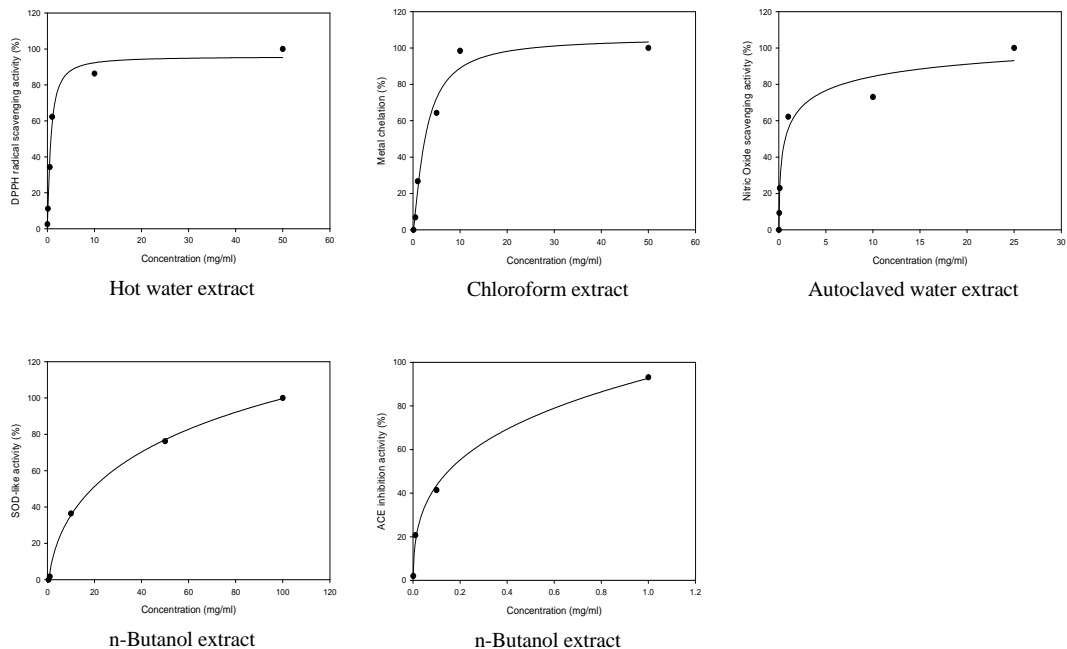 DPPH radical scavenging activity (%)
120
100
80
60
40
20
0
0 10 20 30 40 50 60
Concentration (mg/ml)
Hot water extract
Metal chelation (%)
120
100
80
60
40
20
0
0 10 20 30 40 50 60
Concentration (mg/ml)
Chloroform extract
Nitric Oxide scavenging activity (%)
120
100
80
60
40
20
0
0 5 10 15 20 25 30
Concentration (mg/ml)
Autoclaved water extract
SOD-like activity (%)
120
100
80
60
40
20
0
0 20 40 60 80 100 120
Concentration (mg/ml)
n-Butanol extract
ACE inhibition activity (%)
100
80
60
40
20
0
0.0 0.2 0.4 0.6 0.8 1.0 1.2
Concentration (mg/ml)
n-Butanol extract